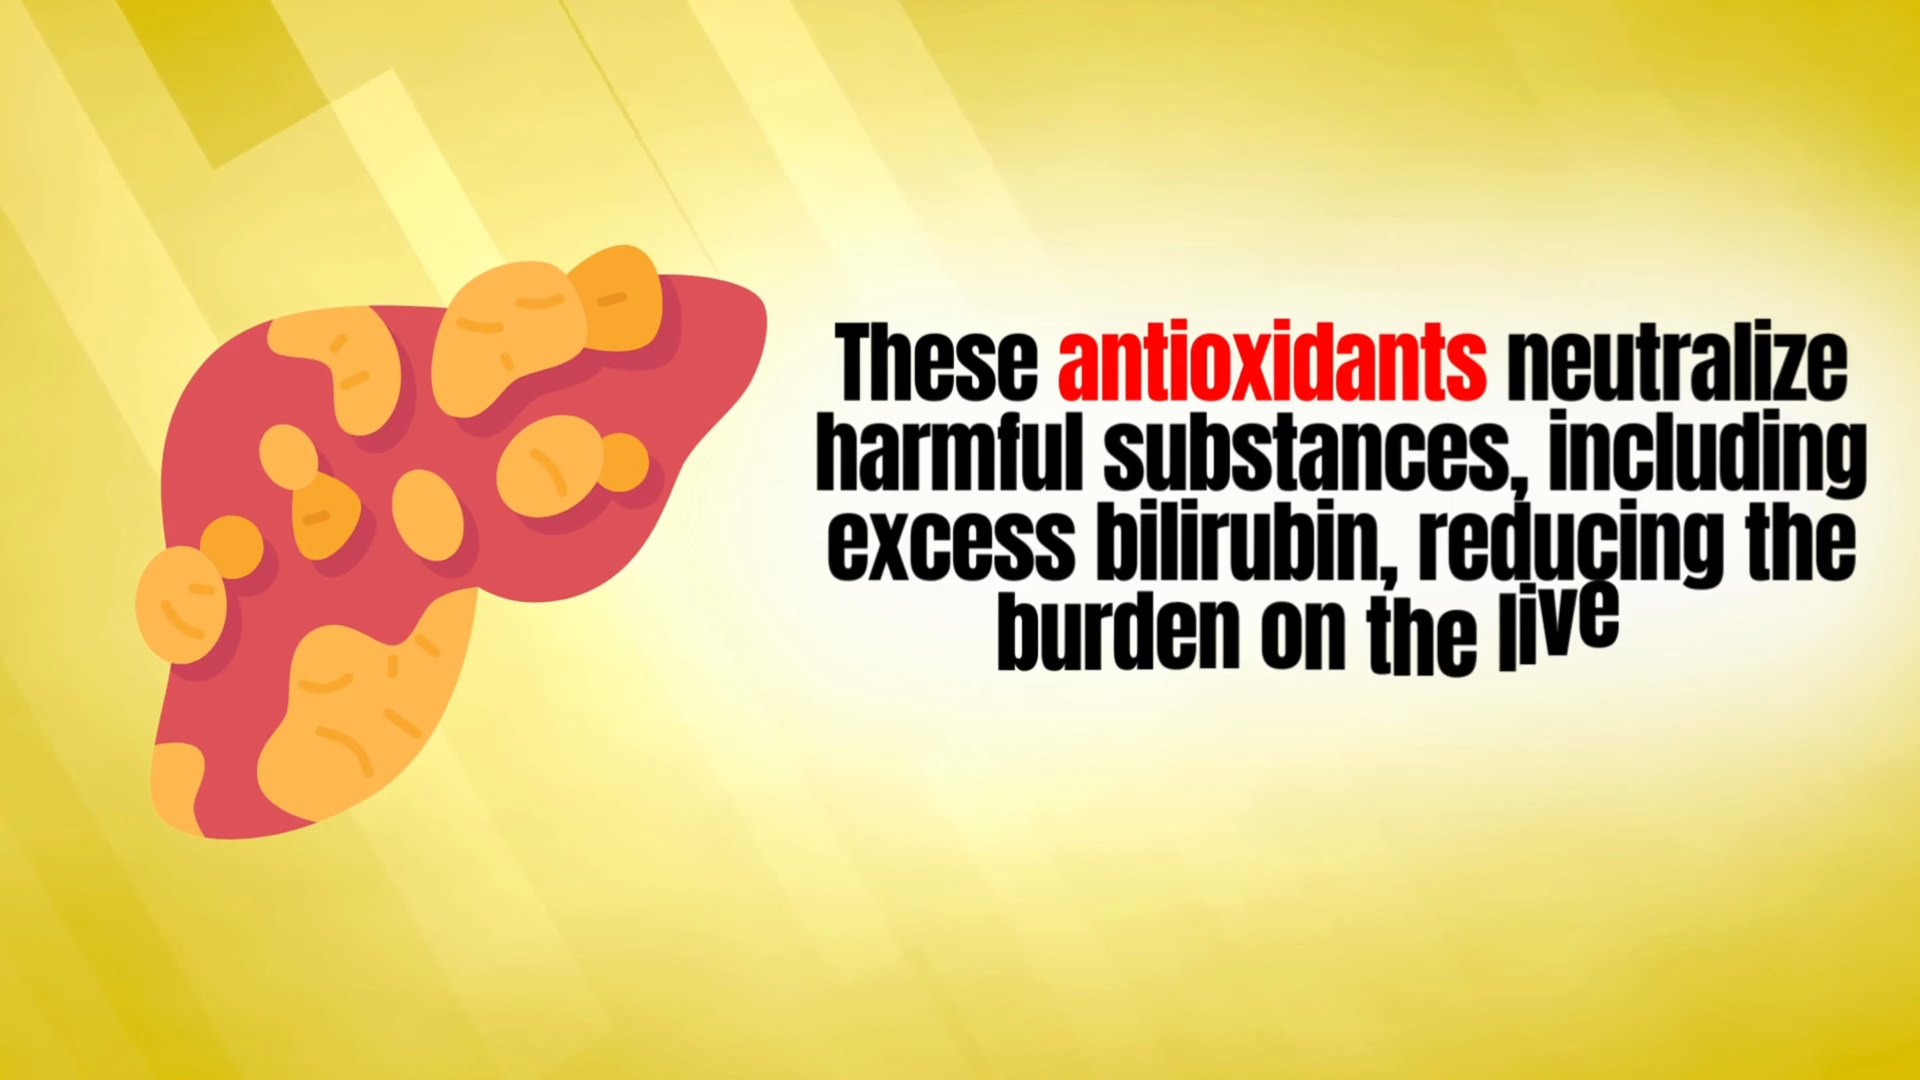 These antioxidants neutralize
harmful substances, including
excess bilirubin, reducing the
burden on the live